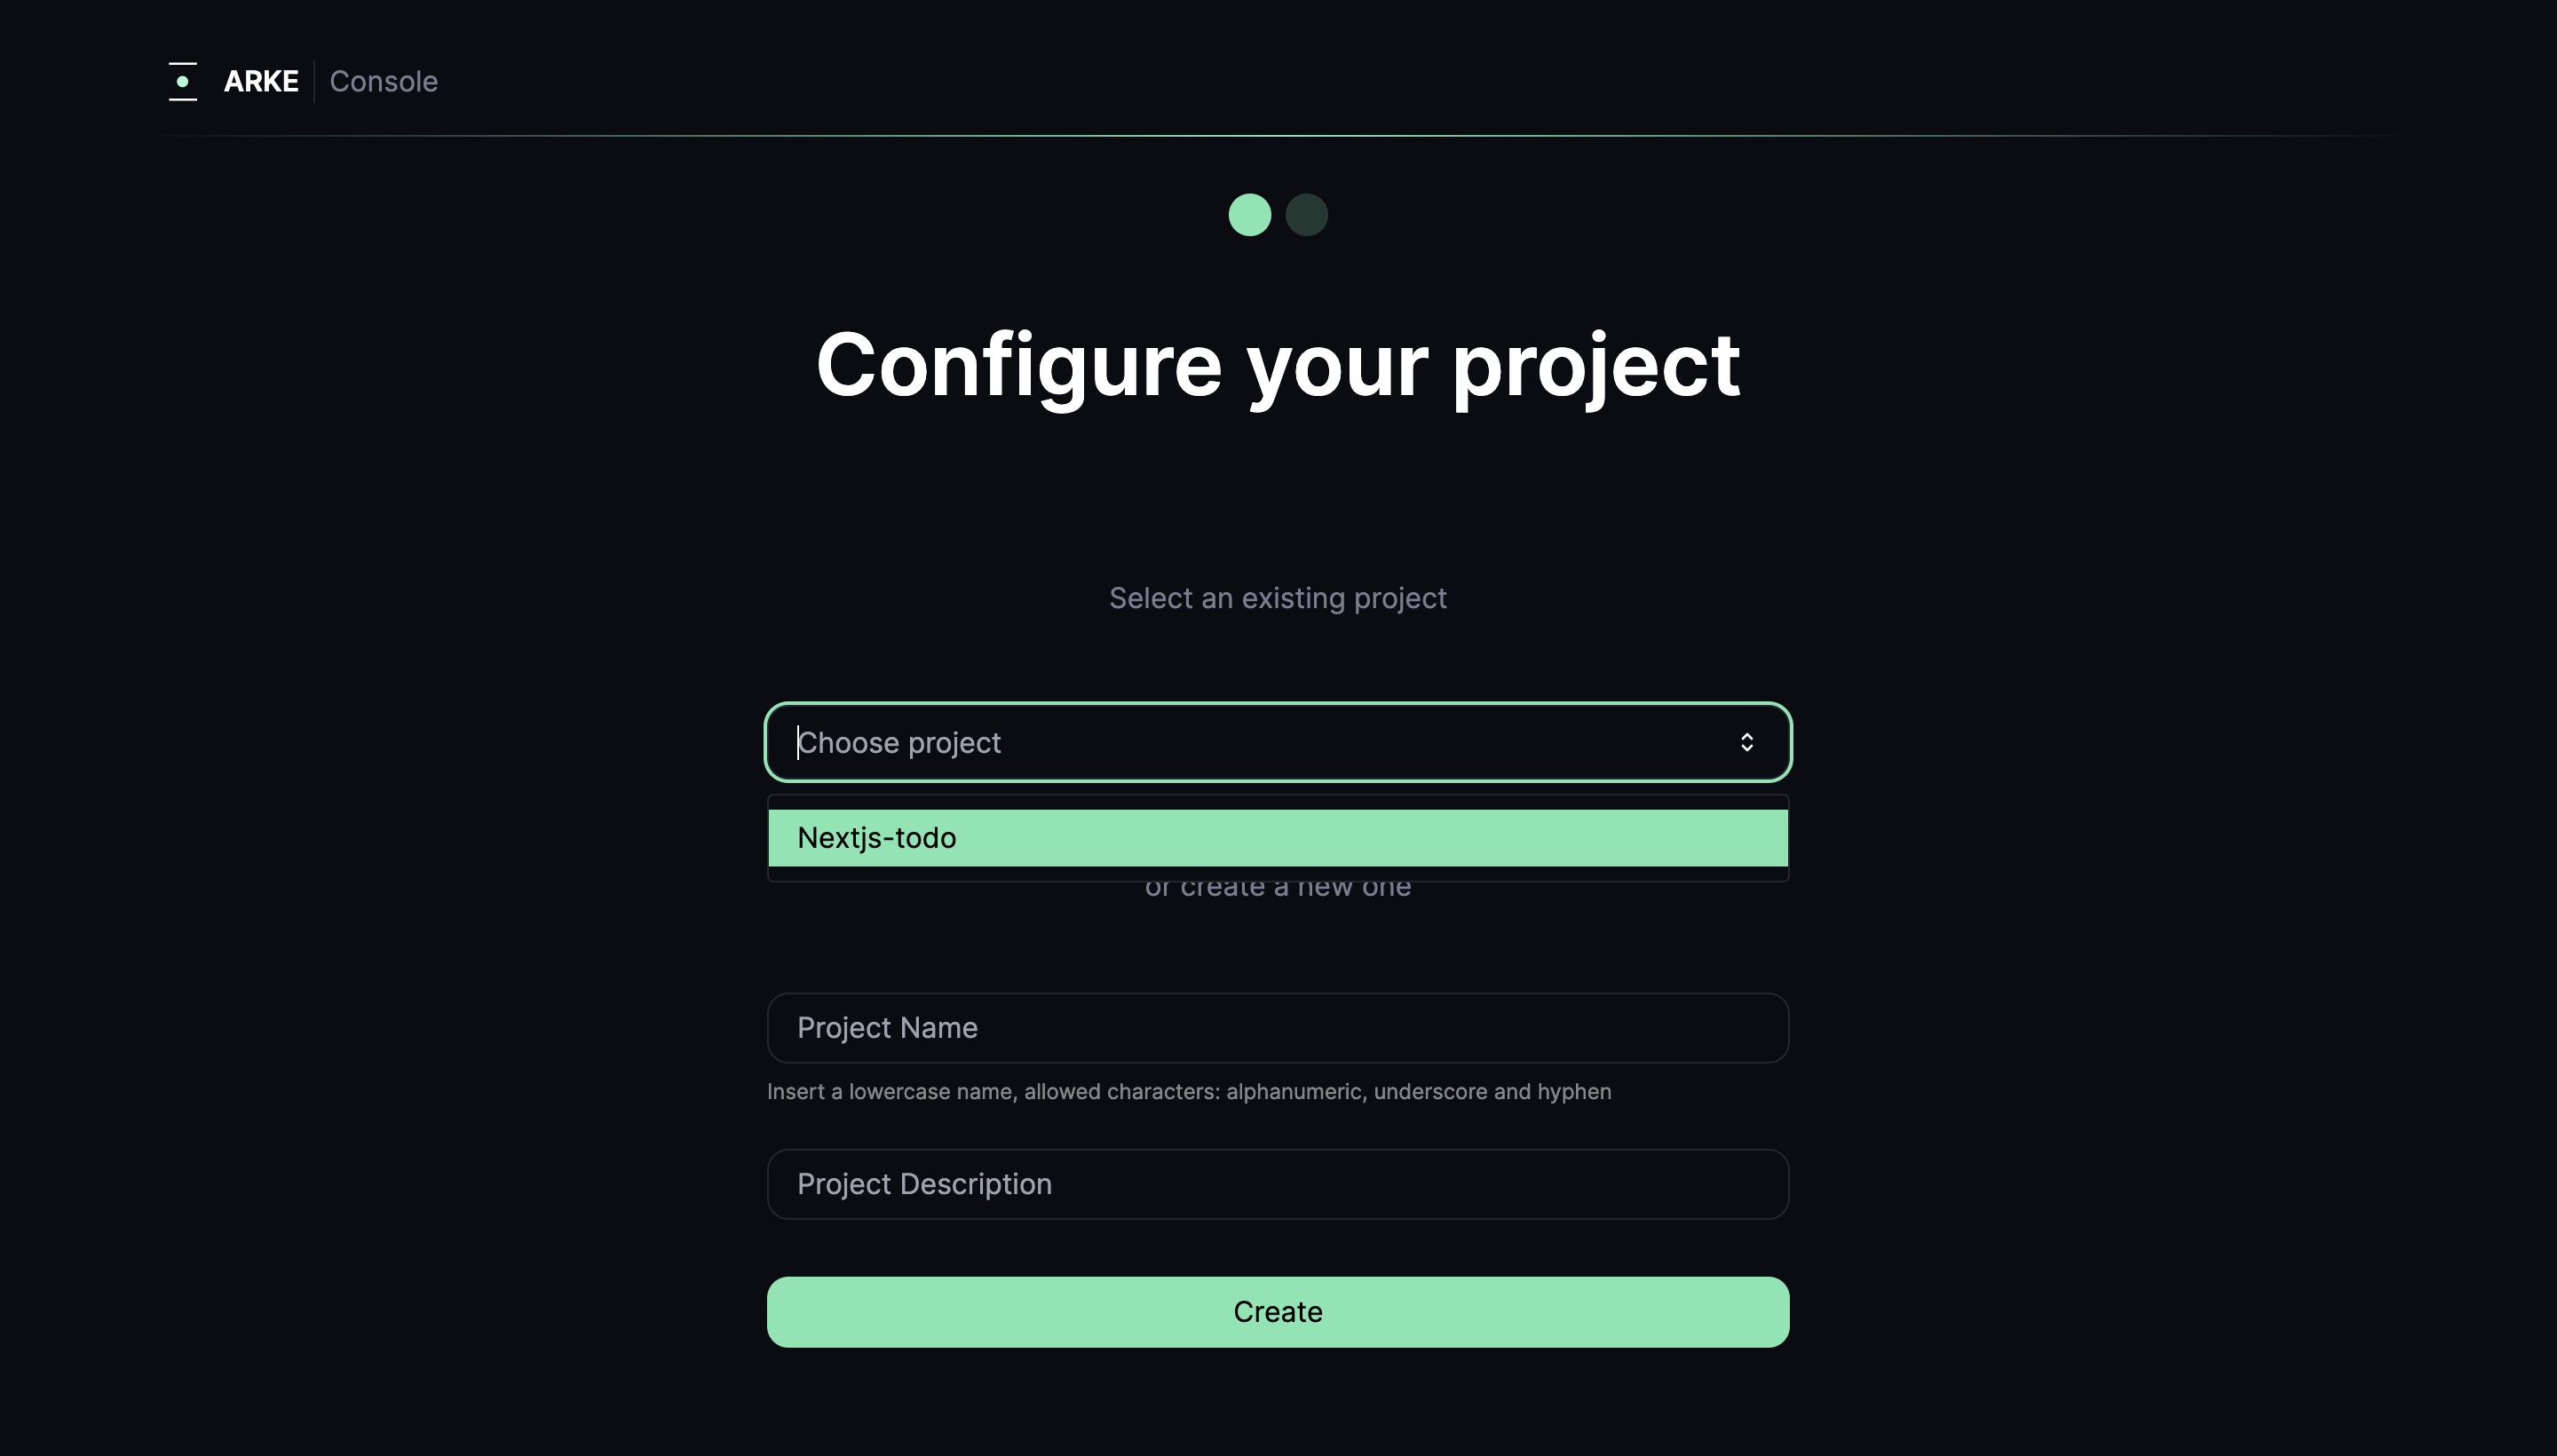 ARKE Console
Configure your project
Select an existing project
Choose project
Nextjs-todo
or create a new one
Project Name
Insert a lowercase name, allowed characters: alphanumeric, underscore and hyphen
Project Description
Create